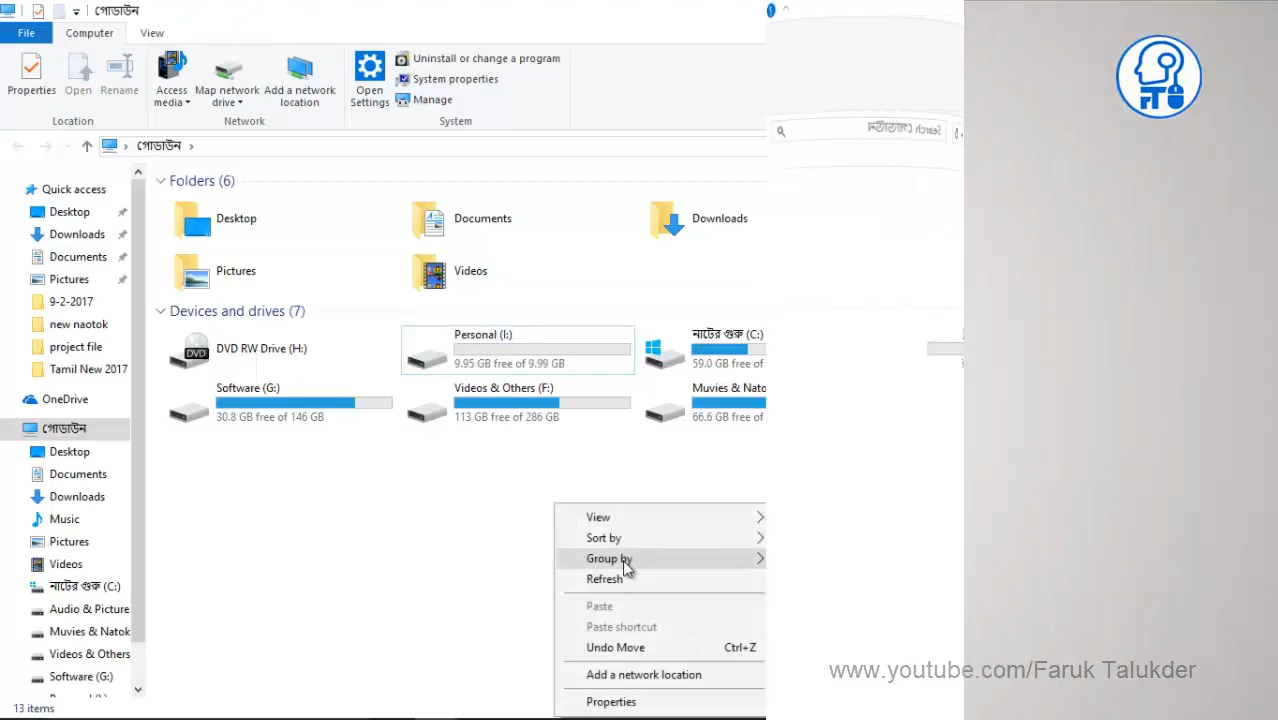 গোডাউন
File
Computer
View
Properties
Open
Rename
Access media
Map network drive
Add a network location
Open Settings
Uninstall or change a program
System properties
Manage
Location
Network
System
গোডাউন
Search গোডাউন
Quick access
Desktop
Downloads
Documents
Pictures
9-2-2017
new naotok
project file
Tamil New 2017
OneDrive
গোডাউন
Desktop
Documents
Downloads
Music
Pictures
Videos
নাটের গুরু (C:)
Audio & Picture
Muvies & Natok
Videos & Others
Software (G:)
13 items
Folders (6)
Desktop
Documents
Downloads
Pictures
Videos
Devices and drives (7)
DVD RW Drive (H:)
DVD
Personal (I:)
9.95 GB free of 9.99 GB
নাটের গুরু (C:)
59.0 GB free of
Software (G:)
30.8 GB free of 146 GB
Videos & Others (F:)
113 GB free of 286 GB
Muvies & Nato
66.6 GB free of
View
Sort by
Group by
Refresh
Paste
Paste shortcut
Undo Move Ctrl+Z
Add a network location
Properties
www.youtube.com/Faruk Talukder